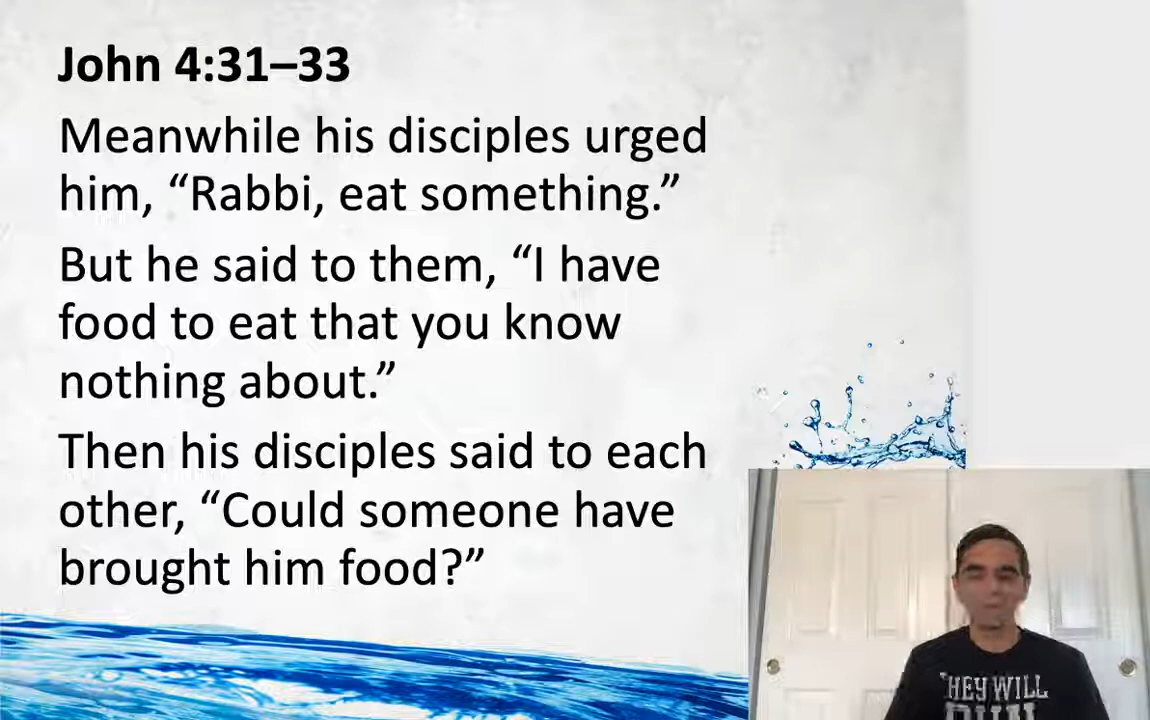 John 4:31–33
Meanwhile his disciples urged
him, “Rabbi, eat something.”
But he said to them, “I have
food to eat that you know
nothing about.”
Then his disciples said to each
other, “Could someone have
brought him food?”
HEY WILL